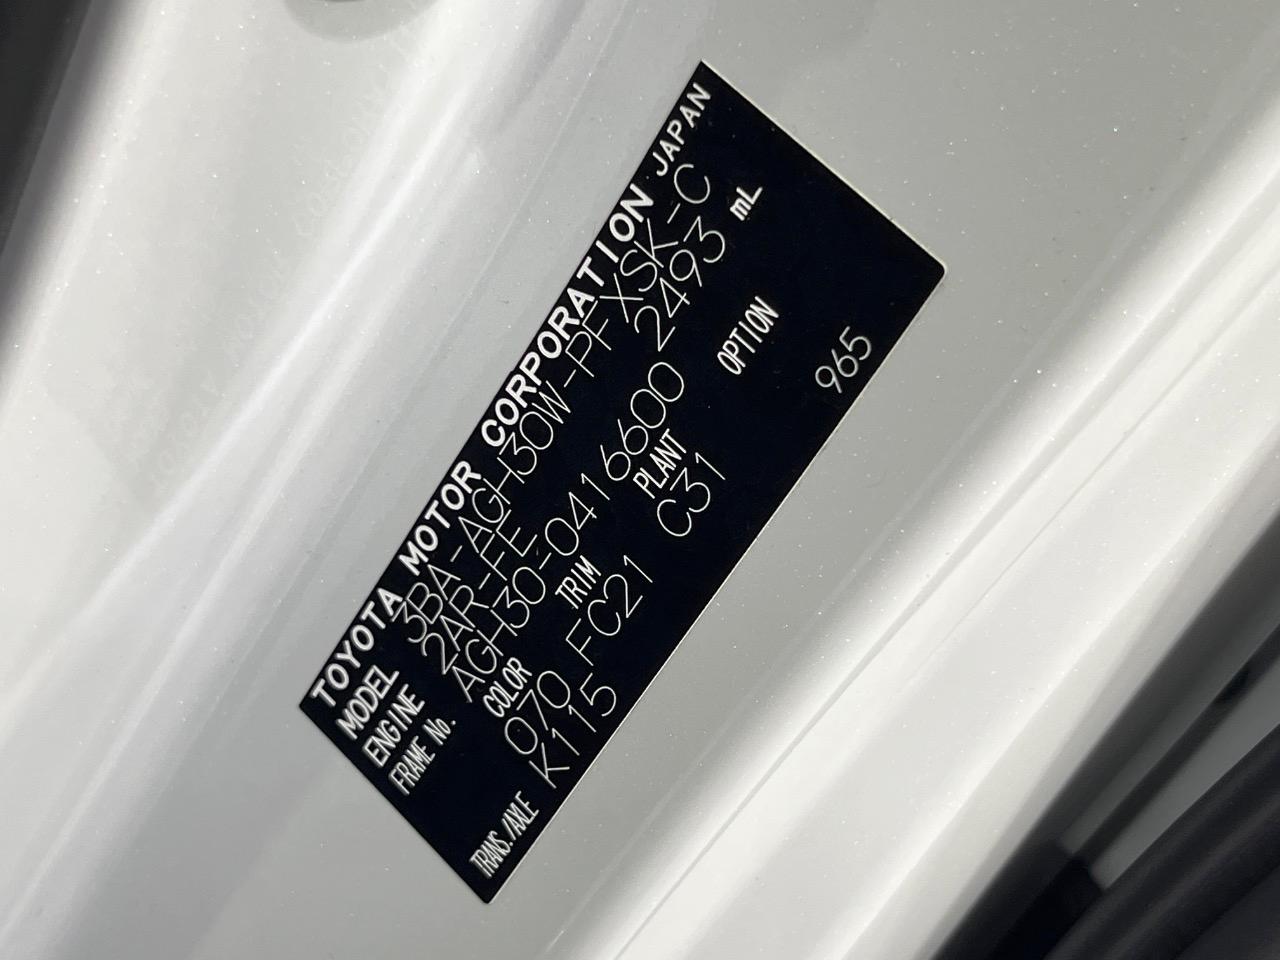 TOYOTA MOTOR CORPORATION JAPAN
MODEL 3BA-AGH30W-PFXSK-C
ENGINE 2AR-FE 2493 mL
FRAME No. AGH30-0416600
COLOR TRIM PLANT OPTION
070 FC21 C31
TRANS./AXLE K115 965